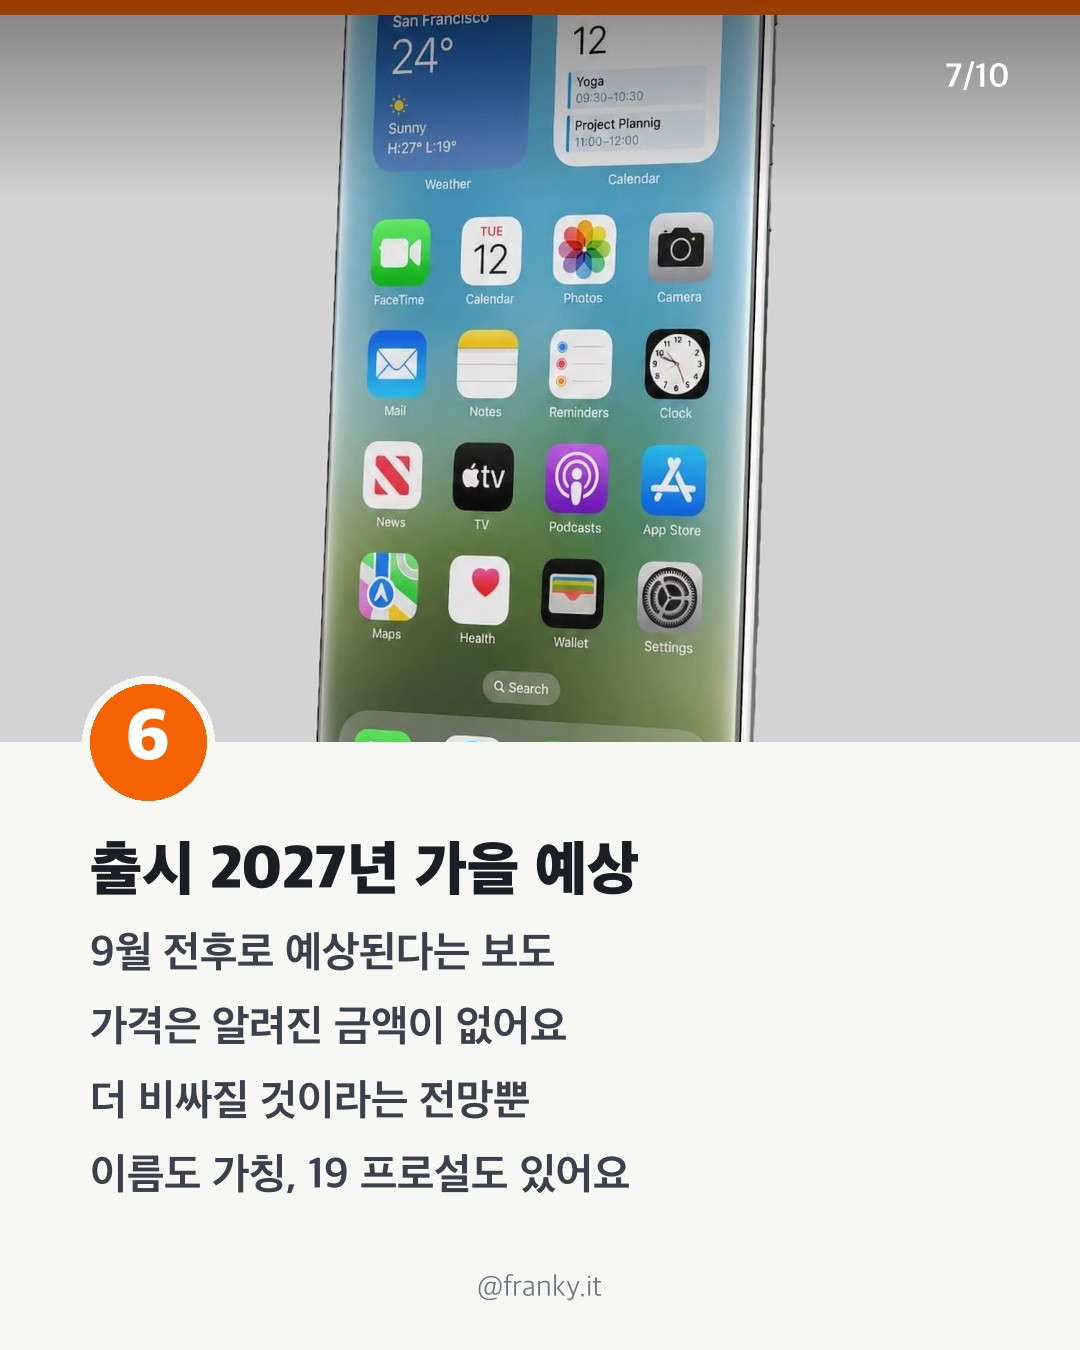 San Francisco
24°
Sunny
H:27° L:19°
Weather
12
Yoga
09:30–10:30
Project Plannig
11:00–12:00
Calendar
7/10
FaceTime
TUE
12
Calendar
Photos
Camera
Mail
Notes
Reminders
Clock
News
tv
TV
Podcasts
App Store
Maps
Health
Wallet
Settings
Search
6
출시 2027년 가을 예상
9월 전후로 예상된다는 보도
가격은 알려진 금액이 없어요
더 비싸질 것이라는 전망뿐
이름도 가칭, 19 프로설도 있어요
@franky.it